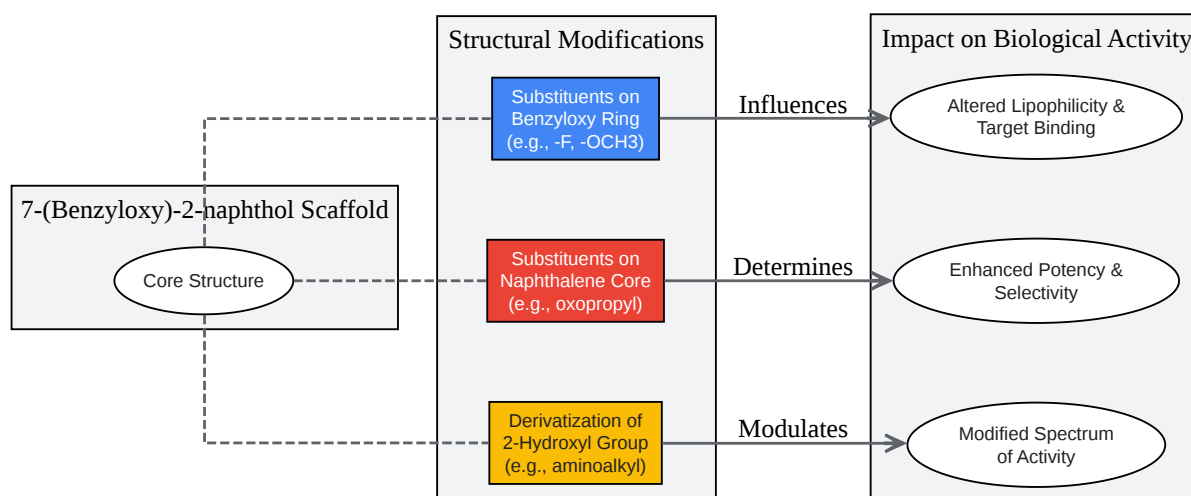 Structural Modifications
Impact on Biological Activity
Substituents on
Benzyloxy Ring
(e.g., -F, -OCH3)
Influences
Altered Lipophilicity &
Target Binding
7-(Benzyloxy)-2-naphthol Scaffold
Core Structure
Substituents on
Naphthalene Core
(e.g., oxopropyl)
Determines
Enhanced Potency &
Selectivity
Derivatization of
2-Hydroxyl Group
(e.g., aminoalkyl)
Modulates
Modified Spectrum
of Activity